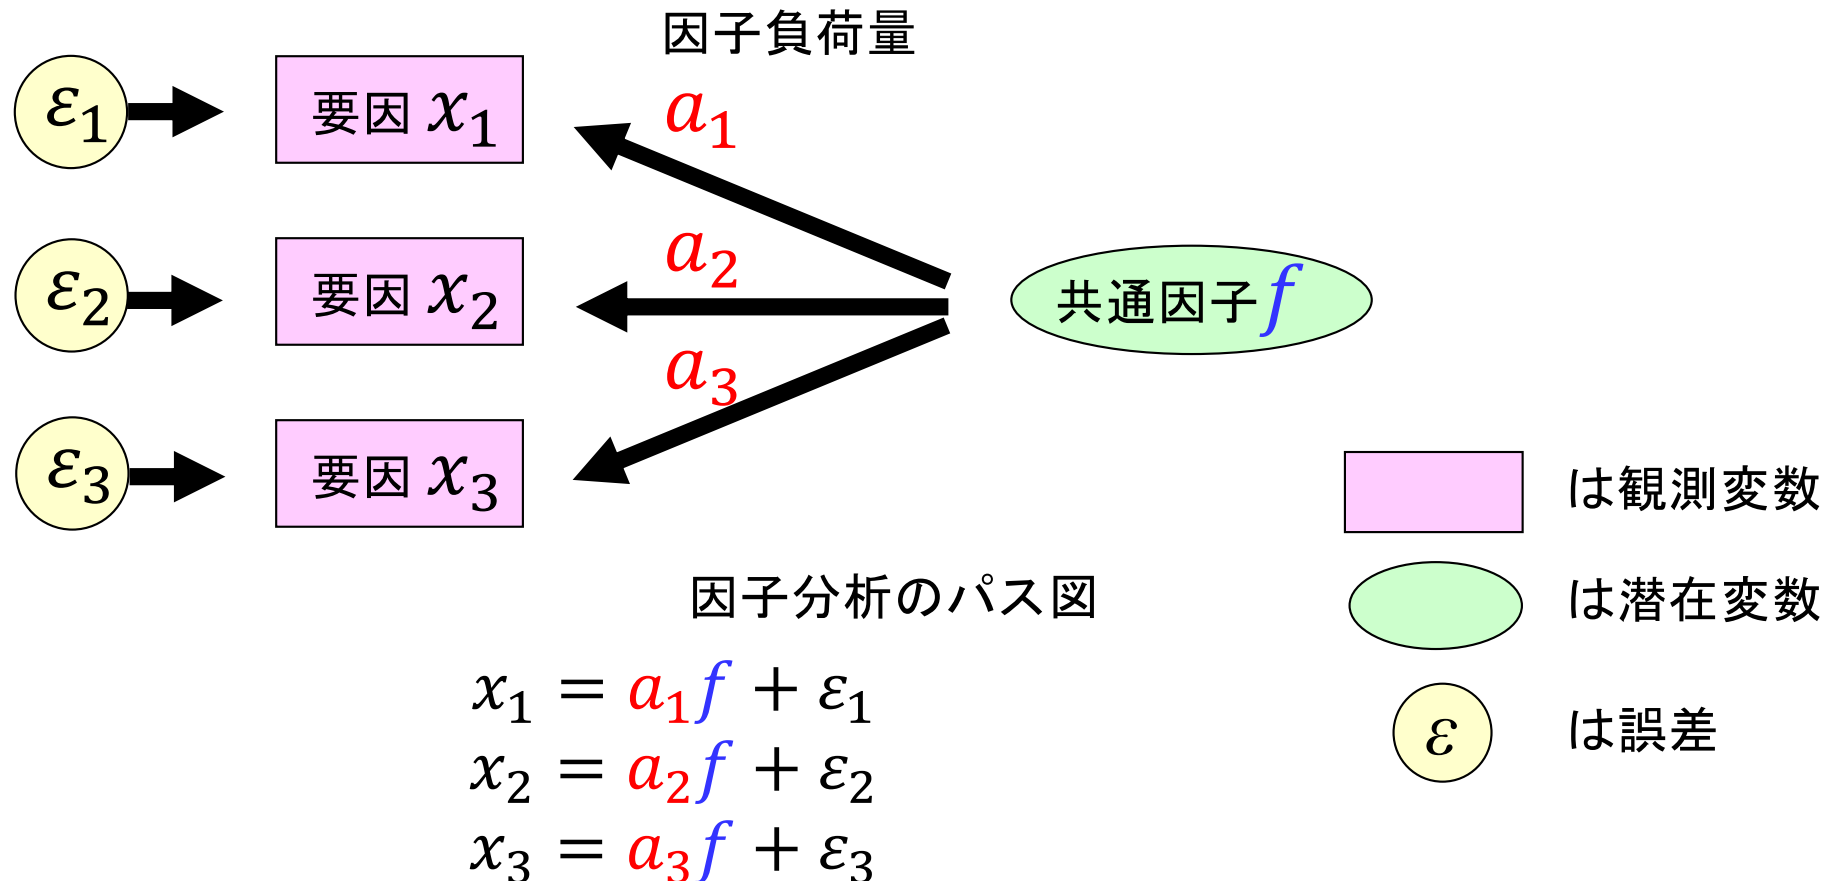 因子負荷量
ε₁ 要因 x₁ a₁
ε₂ 要因 x₂ a₂ 共通因子f
a₃
ε₃ 要因 x₃
は観測変数
は潜在変数
ε は誤差
因子分析のパス図
x₁ = a₁f + ε₁
x₂ = a₂f + ε₂
x₃ = a₃f + ε₃